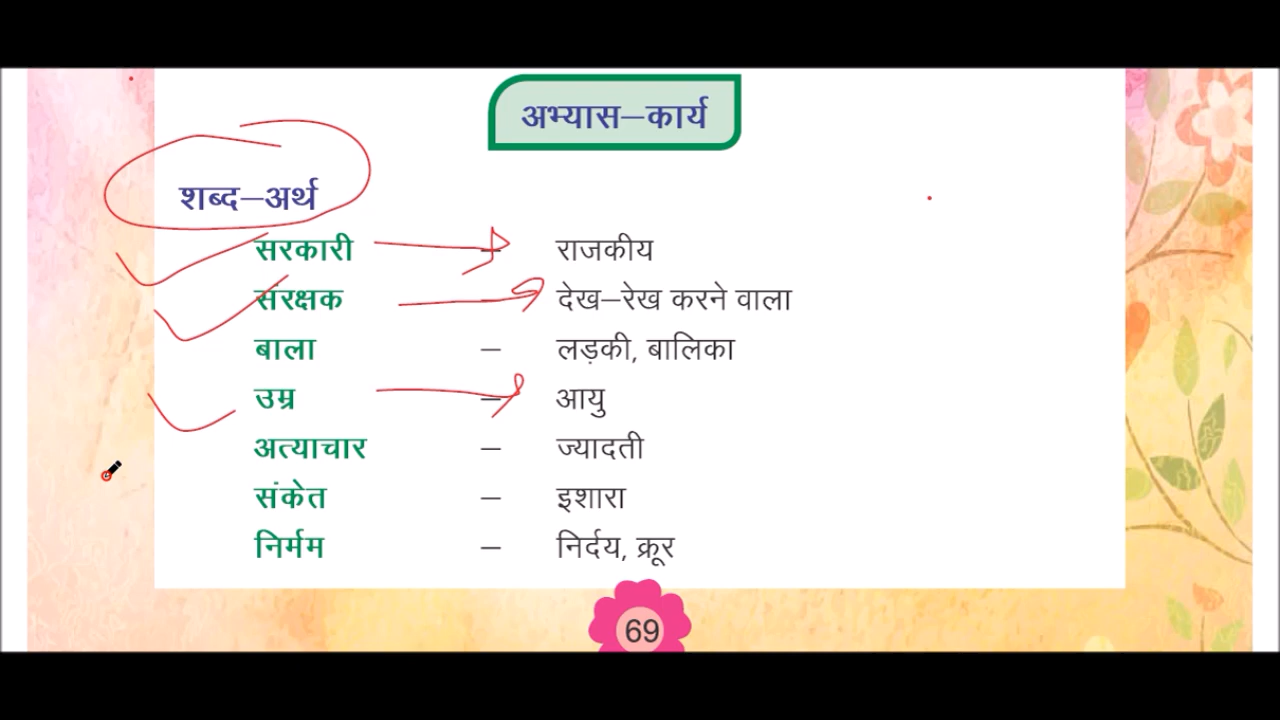 अभ्यास–कार्य
शब्द–अर्थ
सरकारी – राजकीय
सरक्षक देख–रेख करने वाला
बाला – लड़की, बालिका
उम्र – आयु
अत्याचार – ज्यादती
संकेत – इशारा
निर्मम – निर्दय, क्रूर
69